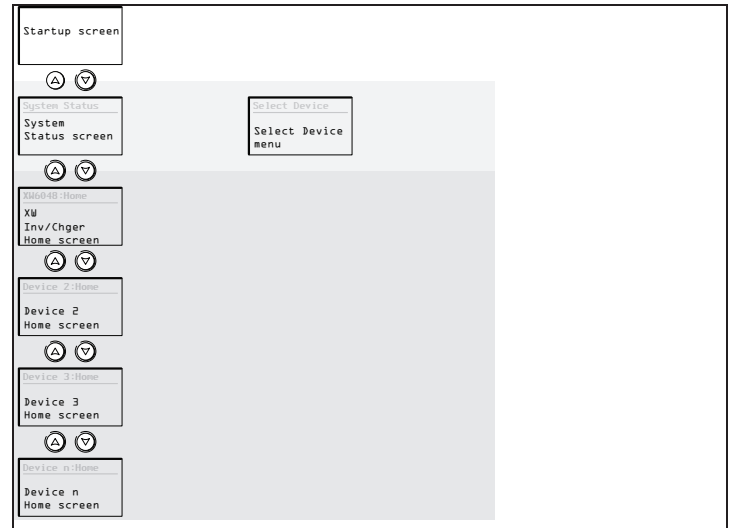 Startup screen
System Status
System
Status screen
Select Device
Select Device
menu
XW6048:Home
XW
Inv/Chger
Home screen
Device 2:Home
Device 2
Home screen
Device 3:Home
Device 3
Home screen
Device n:Home
Device n
Home screen